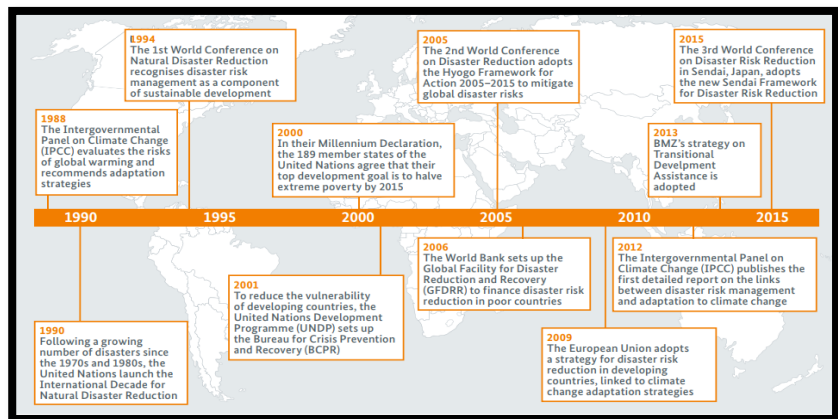 1994
The 1st World Conference on
Natural Disaster Reduction
recognises disaster risk
management as a component
of sustainable development
2005
The 2nd World Conference
on Disaster Reduction adopts
the Hyogo Framework for
Action 2005–2015 to mitigate
global disaster risks
2015
The 3rd World Conference
on Disaster Risk Reduction
in Sendai, Japan, adopts
the new Sendai Framework
for Disaster Risk Reduction
1988
The Intergovernmental
Panel on Climate Change
(IPCC) evaluates the risks
of global warming and
recommends adaptation
strategies
2000
In their Millennium Declaration,
the 189 member states of the
United Nations agree that their
top development goal is to halve
extreme poverty by 2015
2013
BMZ's strategy on
Transitional
Develpment
Assistance is
adopted
1990
1995
2000
2005
2010
2015
2001
To reduce the vulnerability
of developing countries, the
United Nations Development
Programme (UNDP) sets up
the Bureau for Crisis Prevention
and Recovery (BCPR)
2006
The World Bank sets up the
Global Facility for Disaster
Reduction and Recovery
(GFDRR) to finance disaster risk
reduction in poor countries
2012
The Intergovernmental Panel on
Climate Change (IPCC) publishes the
first detailed report on the links
between disaster risk management
and adaptation to climate change
1990
Following a growing
number of disasters since
the 1970s and 1980s, the
United Nations launch the
International Decade for
Natural Disaster Reduction
2009
The European Union adopts
a strategy for disaster risk
reduction in developing
countries, linked to climate
change adaptation strategies